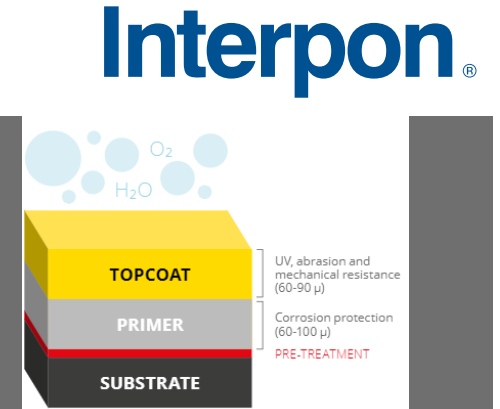 Interpon®
O₂
H₂O
TOPCOAT
UV, abrasion and
mechanical resistance
(60-90 μ)
PRIMER
Corrosion protection
(60-100 μ)
PRE-TREATMENT
SUBSTRATE